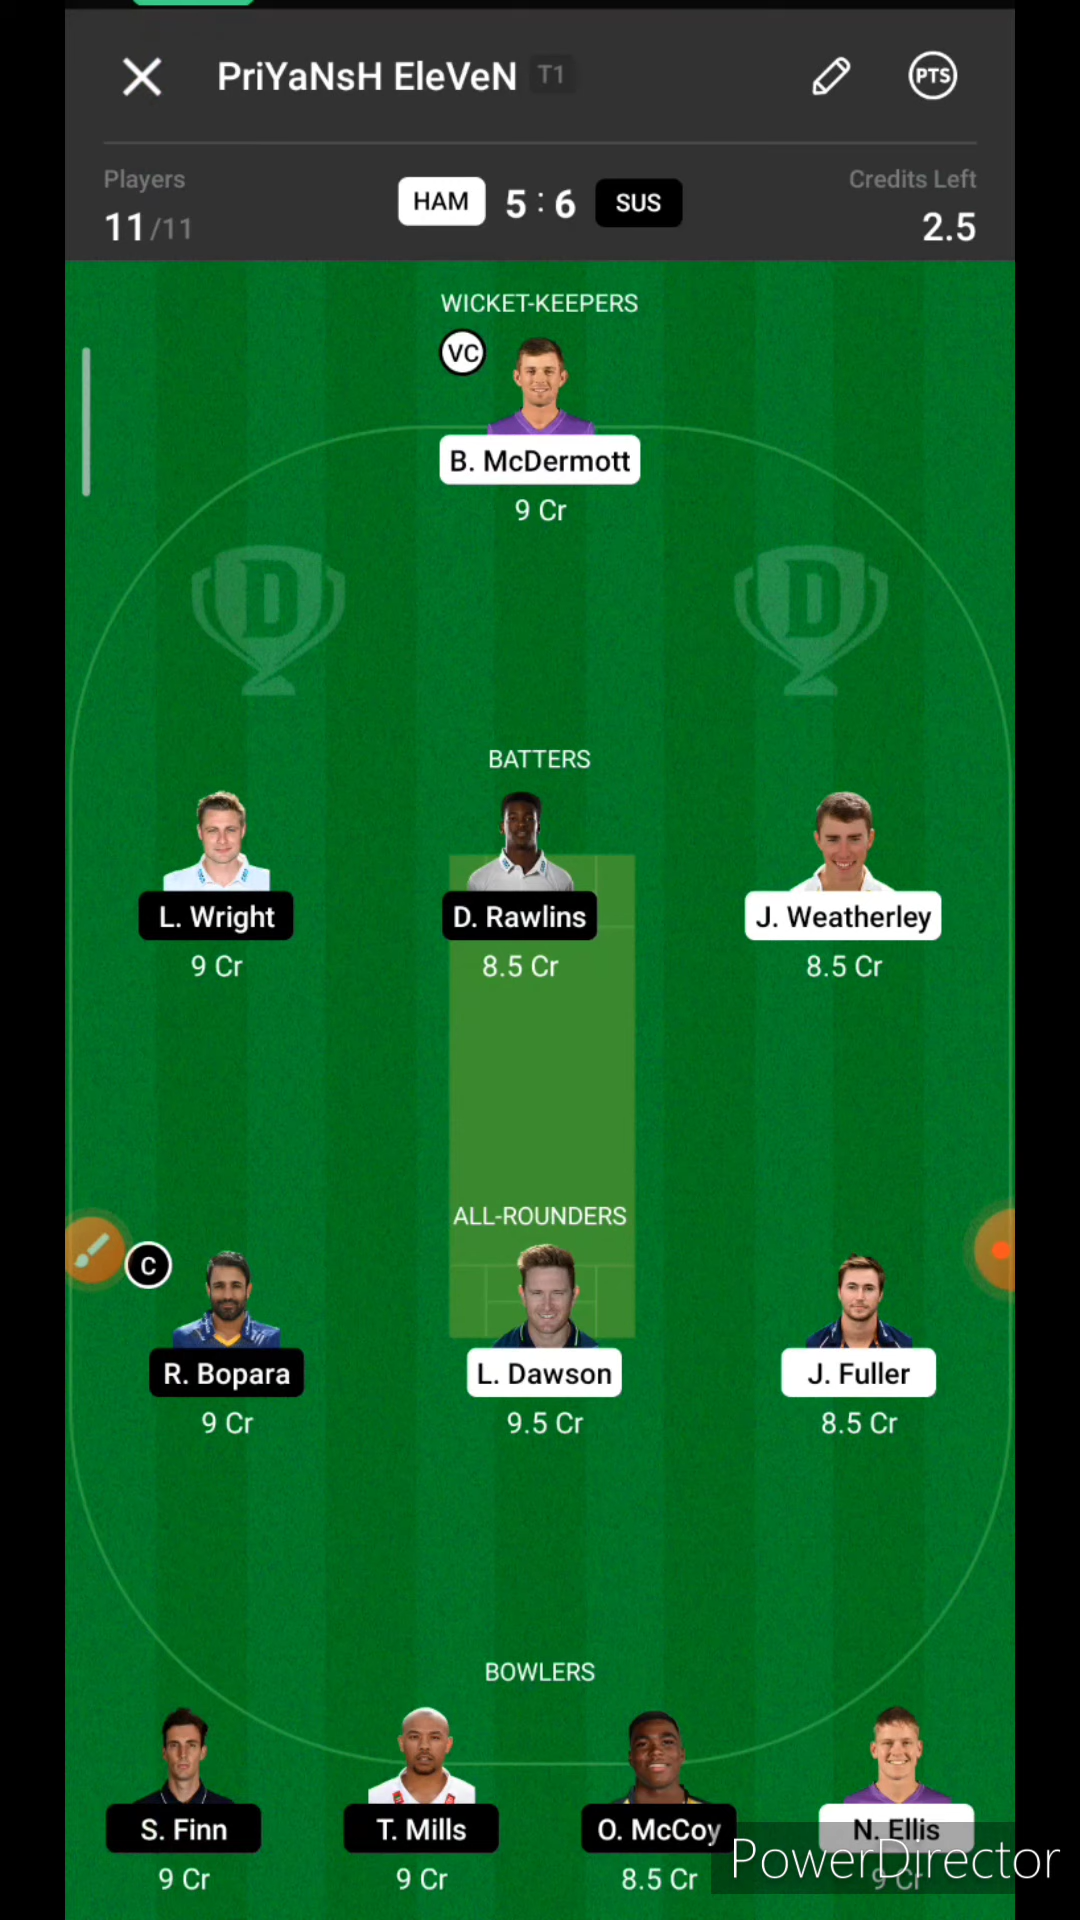 PriYaNsH EleVeN T1
PTS
Players
11/11
HAM 5 : 6 SUS
Credits Left
2.5
WICKET-KEEPERS
VC
B. McDermott
9 Cr
D D
BATTERS
L. Wright D. Rawlins J. Weatherley
9 Cr 8.5 Cr 8.5 Cr
ALL-ROUNDERS
C
R. Bopara L. Dawson J. Fuller
9 Cr 9.5 Cr 8.5 Cr
BOWLERS
S. Finn T. Mills O. McCoy N. Ellis
9 Cr 9 Cr 8.5 Cr 9 Cr
PowerDirector